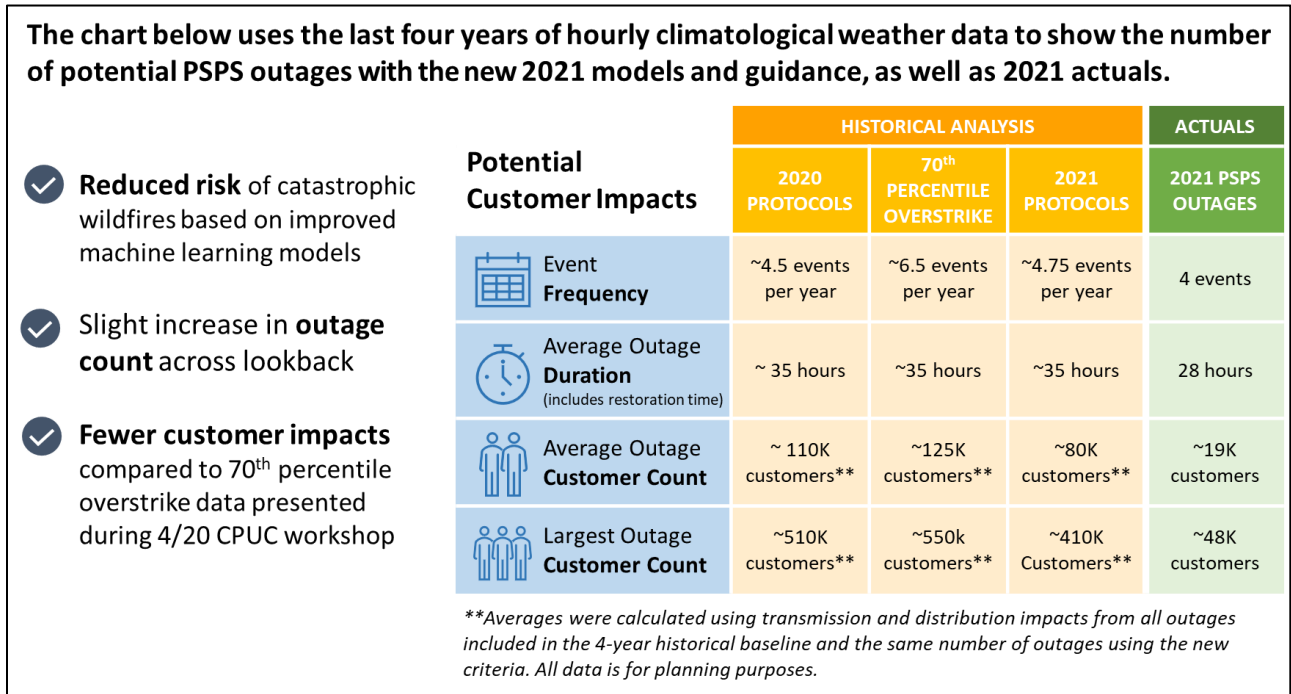 The chart below uses the last four years of hourly climatological weather data to show the number
of potential PSPS outages with the new 2021 models and guidance, as well as 2021 actuals.
Reduced risk of catastrophic
wildfires based on improved
machine learning models
Slight increase in outage
count across lookback
Fewer customer impacts
compared to 70th percentile
overstrike data presented
during 4/20 CPUC workshop
Potential
Customer Impacts
HISTORICAL ANALYSIS
ACTUALS
2020
PROTOCOLS
70th
PERCENTILE
OVERSTRIKE
2021
PROTOCOLS
2021 PSPS
OUTAGES
Event
Frequency
~4.5 events
per year
~6.5 events
per year
~4.75 events
per year
4 events
Average Outage
Duration
(includes restoration time)
~ 35 hours
~35 hours
~35 hours
28 hours
Average Outage
Customer Count
~ 110K
customers**
~125K
customers**
~80K
customers**
~19K
customers
Largest Outage
Customer Count
~510K
customers**
~550k
customers**
~410K
Customers**
~48K
customers
**Averages were calculated using transmission and distribution impacts from all outages
included in the 4-year historical baseline and the same number of outages using the new
criteria. All data is for planning purposes.